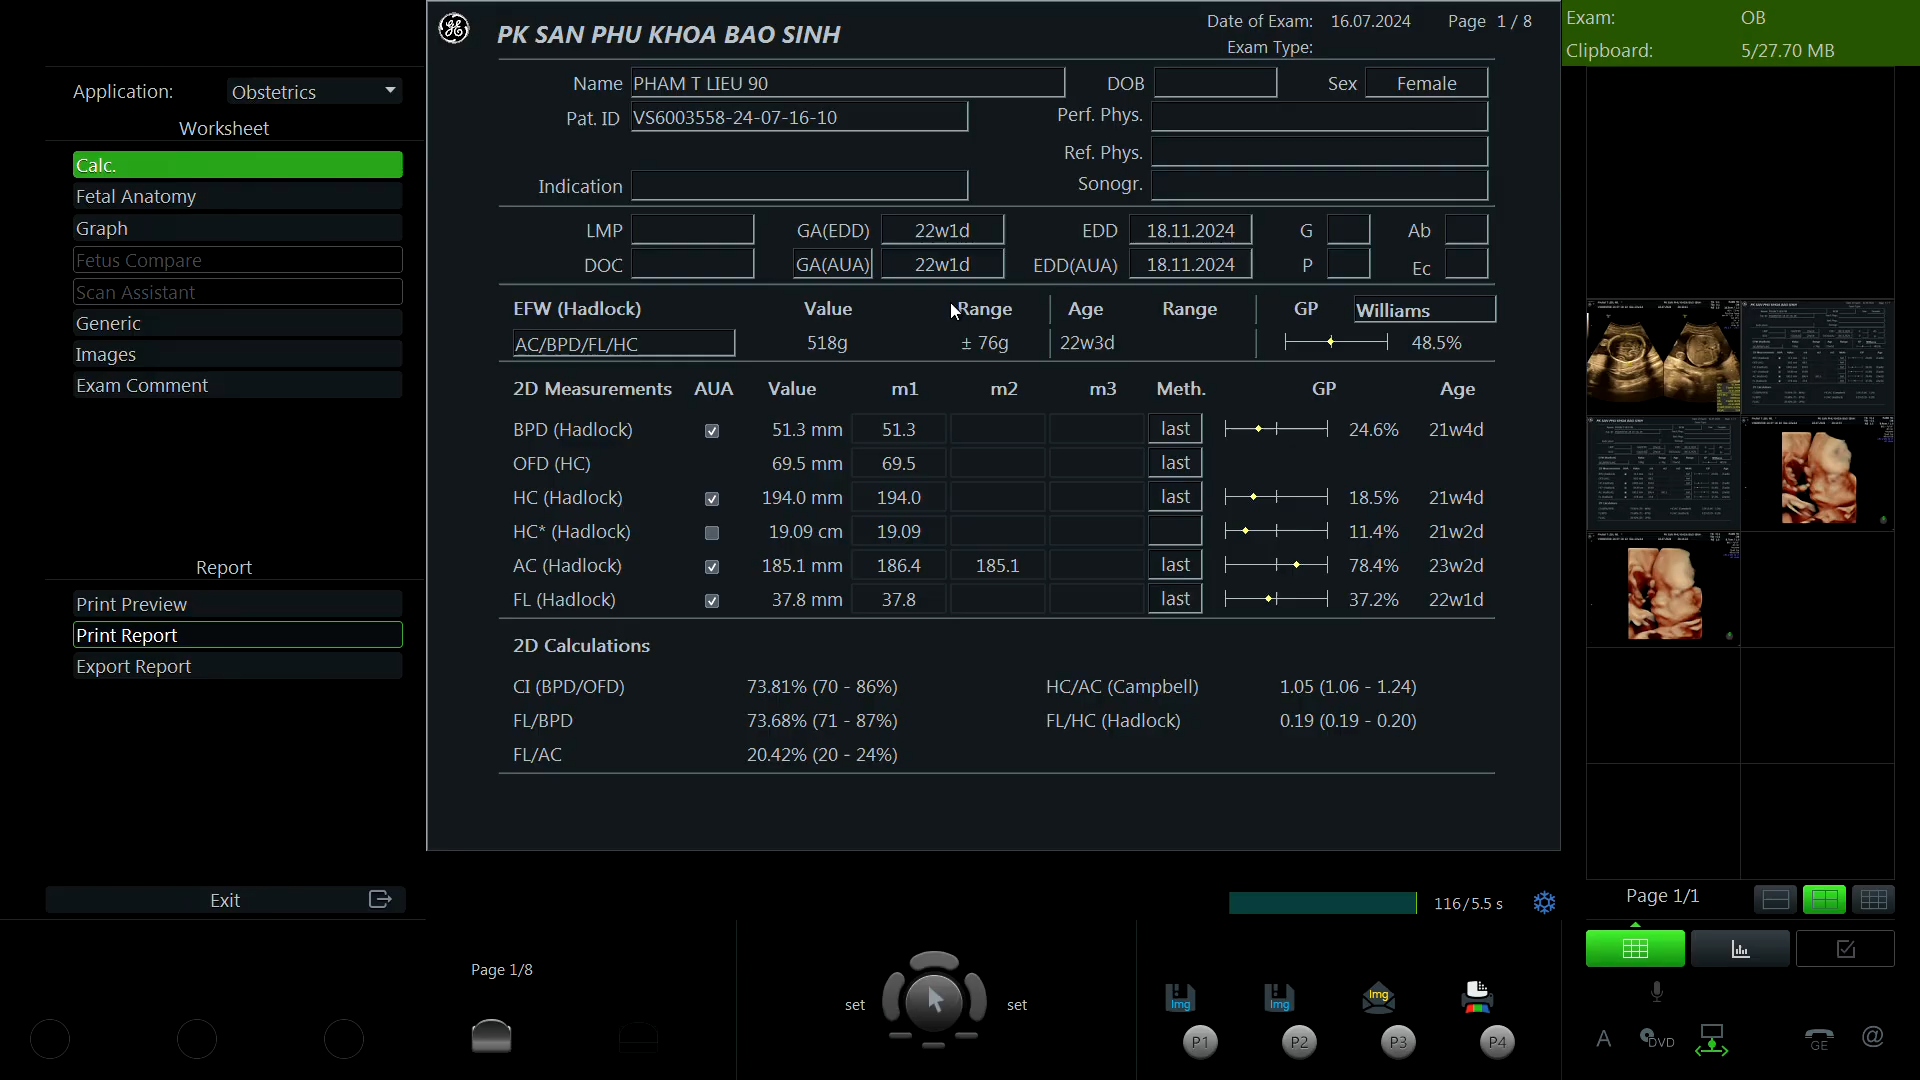 Application: Obstetrics
Worksheet
Calc.
Fetal Anatomy
Graph
Fetus Compare
Scan Assistant
Generic
Images
Exam Comment
Report
Print Preview
Print Report
Export Report
Exit
PK SAN PHU KHOA BAO SINH
Date of Exam: 16.07.2024 Page 1 / 8
Exam Type:
Name PHAM T LIEU 90 DOB Sex Female
Pat. ID VS6003558-24-07-16-10 Perf. Phys.
Ref. Phys.
Indication Sonogr.
LMP GA(EDD) 22w1d EDD 18.11.2024 G Ab
DOC GA(AUA) 22w1d EDD(AUA) 18.11.2024 P Ec
EFW (Hadlock) Value Range Age Range GP Williams
AC/BPD/FL/HC 518g ± 76g 22w3d 48.5%
2D Measurements AUA Value m1 m2 m3 Meth. GP Age
BPD (Hadlock) 51.3 mm 51.3 last 24.6% 21w4d
OFD (HC) 69.5 mm 69.5 last
HC (Hadlock) 194.0 mm 194.0 last 18.5% 21w4d
HC* (Hadlock) 19.09 cm 19.09 11.4% 21w2d
AC (Hadlock) 185.1 mm 186.4 185.1 last 78.4% 23w2d
FL (Hadlock) 37.8 mm 37.8 last 37.2% 22w1d
2D Calculations
CI (BPD/OFD) 73.81% (70 - 86%) HC/AC (Campbell) 1.05 (1.06 - 1.24)
FL/BPD 73.68% (71 - 87%) FL/HC (Hadlock) 0.19 (0.19 - 0.20)
FL/AC 20.42% (20 - 24%)
116/5.5 s
Page 1/8
set set
Img Img Img
P1 P2 P3 P4
Exam: OB
Clipboard: 5/27.70 MB
Page 1/1
A DVD GE @